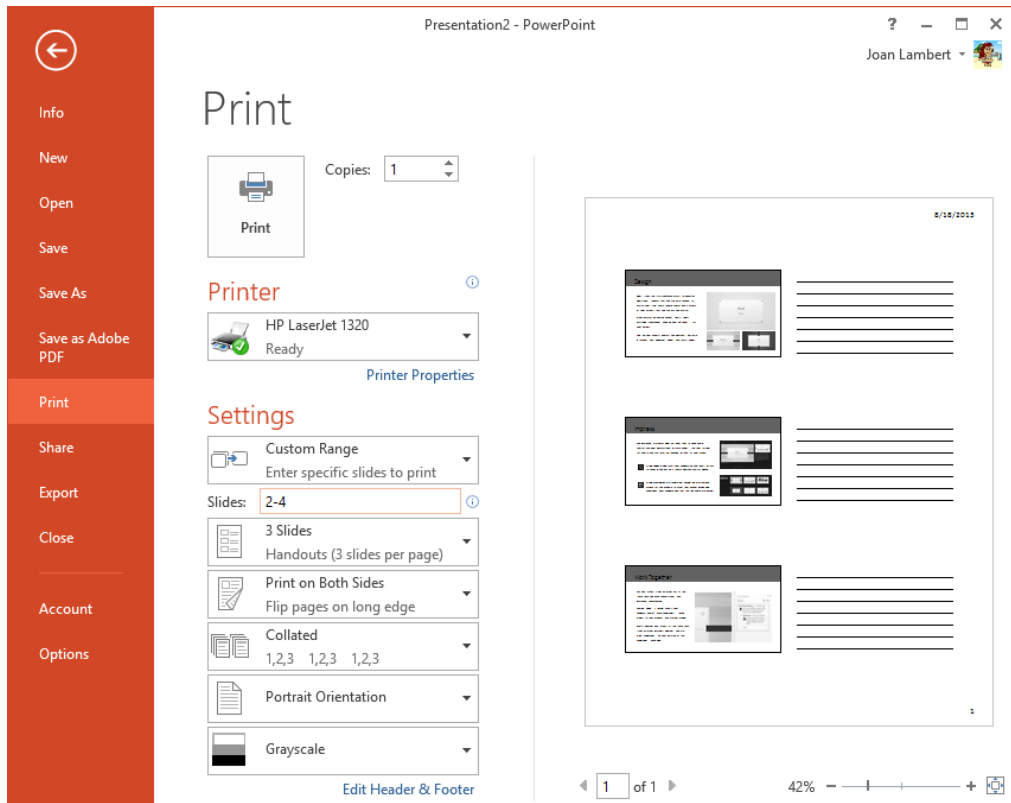 Presentation2 - PowerPoint
?
Joan Lambert
Info
New
Open
Save
Save As
Save as Adobe
PDF
Print
Share
Export
Close
Account
Options
Print
Print
Copies: 1
Printer
HP LaserJet 1320
Ready
Printer Properties
Settings
Custom Range
Enter specific slides to print
Slides: 2-4
3 Slides
Handouts (3 slides per page)
Print on Both Sides
Flip pages on long edge
Collated
1,2,3 1,2,3 1,2,3
Portrait Orientation
Grayscale
Edit Header & Footer
Design
Impress
Work Together
1
1 of 1
42%